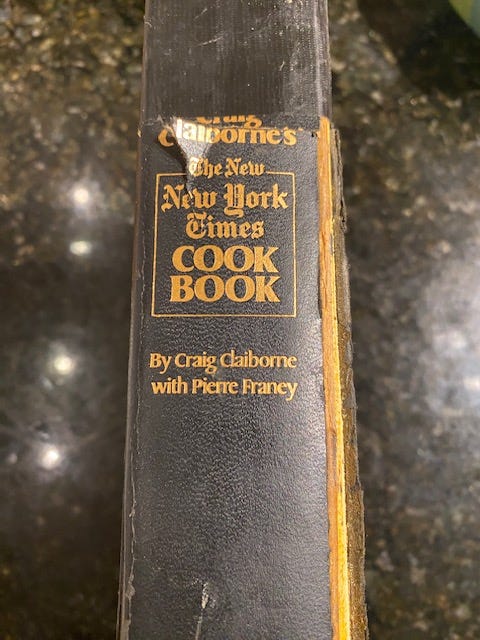 Craig
Claiborne's
The New
New York
Times
COOK
BOOK
By Craig Claiborne
with Pierre Franey